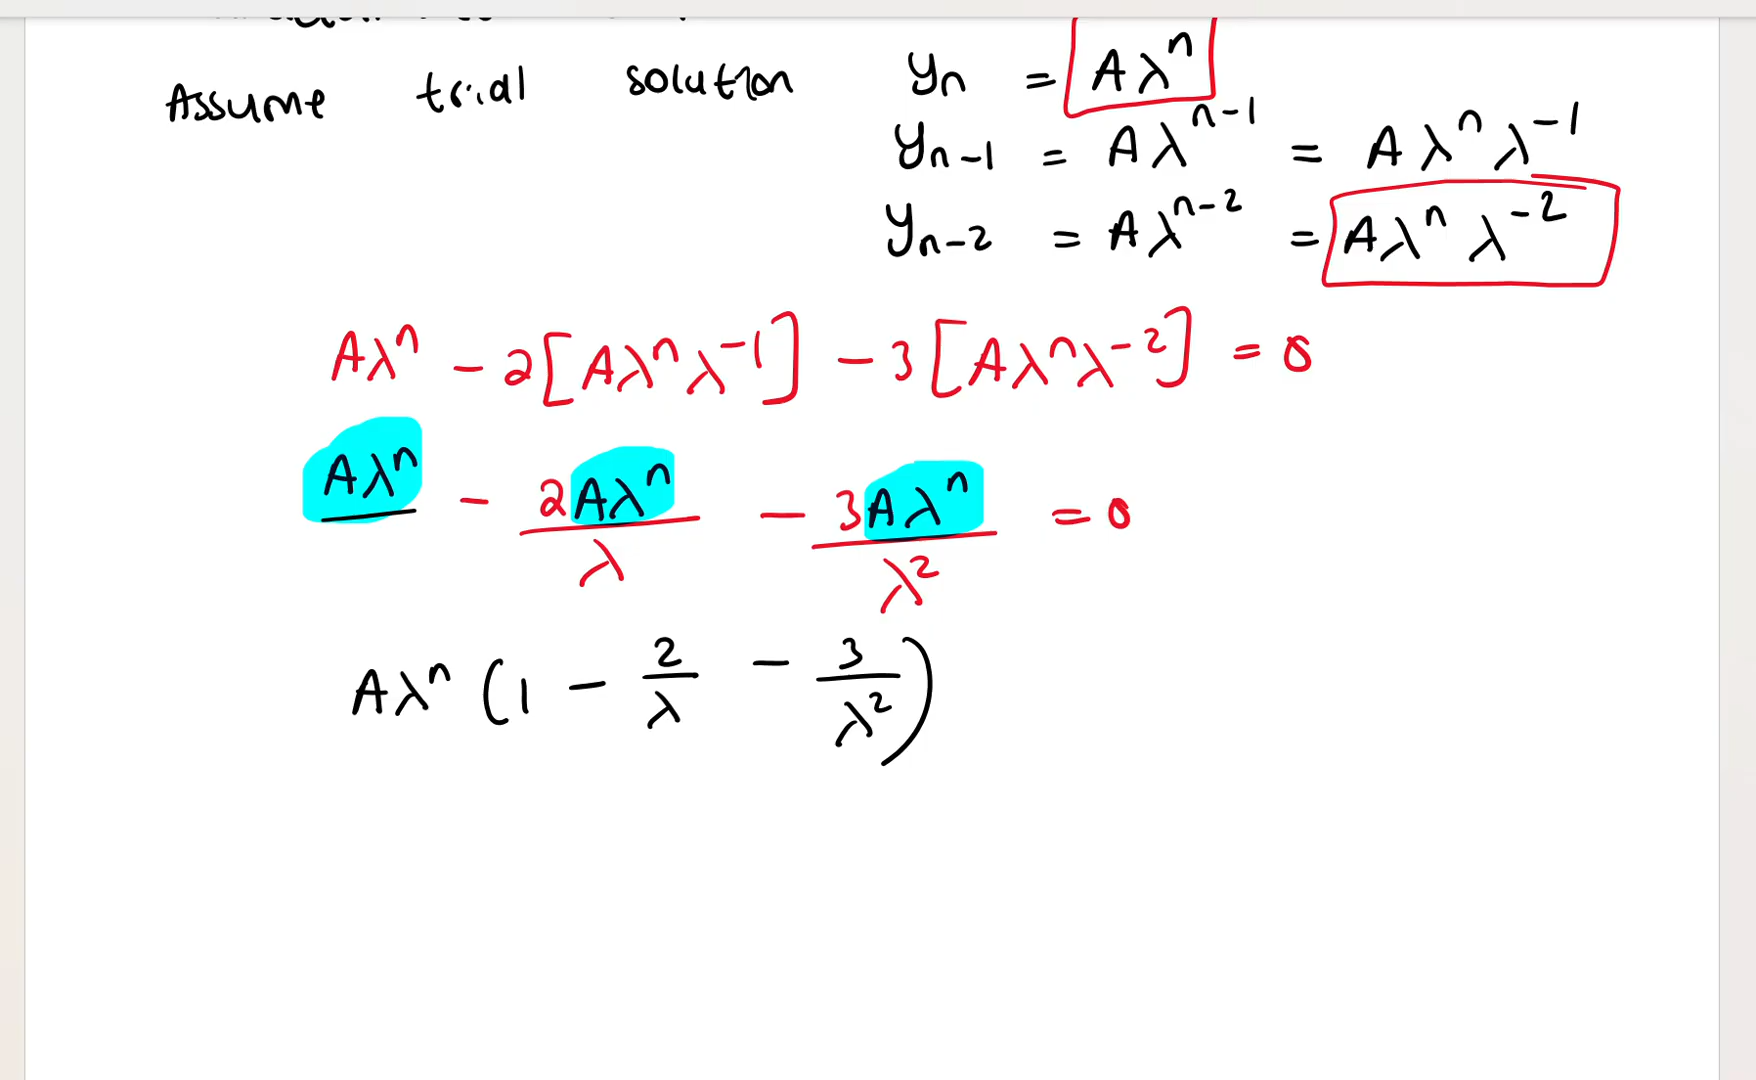 Assume trial solution yn = Aλ^n
yn-1 = Aλ^(n-1) = Aλ^n λ^-1
yn-2 = Aλ^(n-2) = Aλ^n λ^-2
Aλ^n - 2[Aλ^n λ^-1] - 3[Aλ^n λ^-2] = 0
Aλ^n - 2Aλ^n/λ - 3Aλ^n/λ^2 = 0
Aλ^n (1 - 2/λ - 3/λ^2)